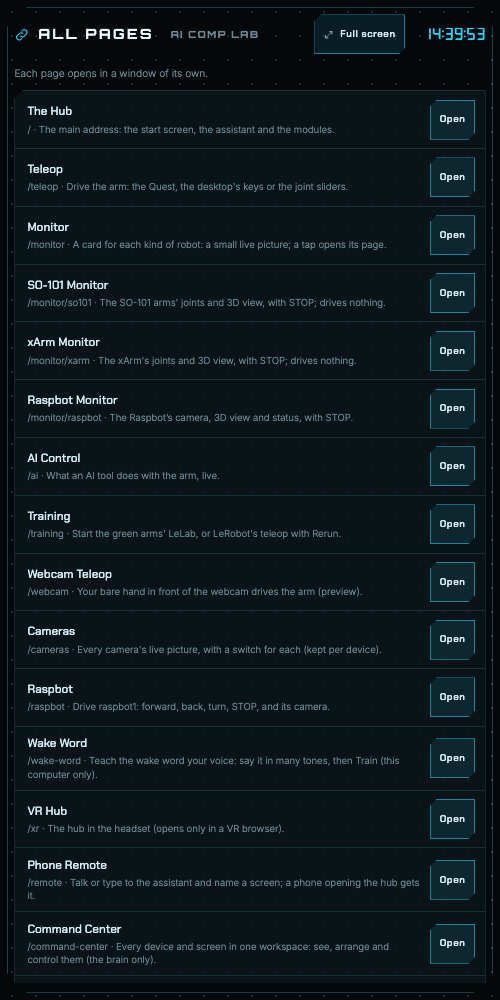 ALL PAGES AI COMP LAB Full screen 14:39:53
Each page opens in a window of its own.
The Hub
/ · The main address: the start screen, the assistant and the modules.
Open
Teleop
/teleop · Drive the arm: the Quest, the desktop's keys or the joint sliders.
Open
Monitor
/monitor · A card for each kind of robot: a small live picture; a tap opens its page.
Open
SO-101 Monitor
/monitor/so101 · The SO-101 arms' joints and 3D view, with STOP; drives nothing.
Open
xArm Monitor
/monitor/xarm · The xArm's joints and 3D view, with STOP; drives nothing.
Open
Raspbot Monitor
/monitor/raspbot · The Raspbot's camera, 3D view and status, with STOP.
Open
AI Control
/ai · What an AI tool does with the arm, live.
Open
Training
/training · Start the green arms' LeLab, or LeRobot's teleop with Rerun.
Open
Webcam Teleop
/webcam · Your bare hand in front of the webcam drives the arm (preview).
Open
Cameras
/cameras · Every camera's live picture, with a switch for each (kept per device).
Open
Raspbot
/raspbot · Drive raspbot1: forward, back, turn, STOP, and its camera.
Open
Wake Word
/wake-word · Teach the wake word your voice: say it in many tones, then Train (this
computer only).
Open
VR Hub
/xr · The hub in the headset (opens only in a VR browser).
Open
Phone Remote
/remote · Talk or type to the assistant and name a screen; a phone opening the hub gets
it.
Open
Command Center
/command-center · Every device and screen in one workspace: see, arrange and
control them (the brain only).
Open